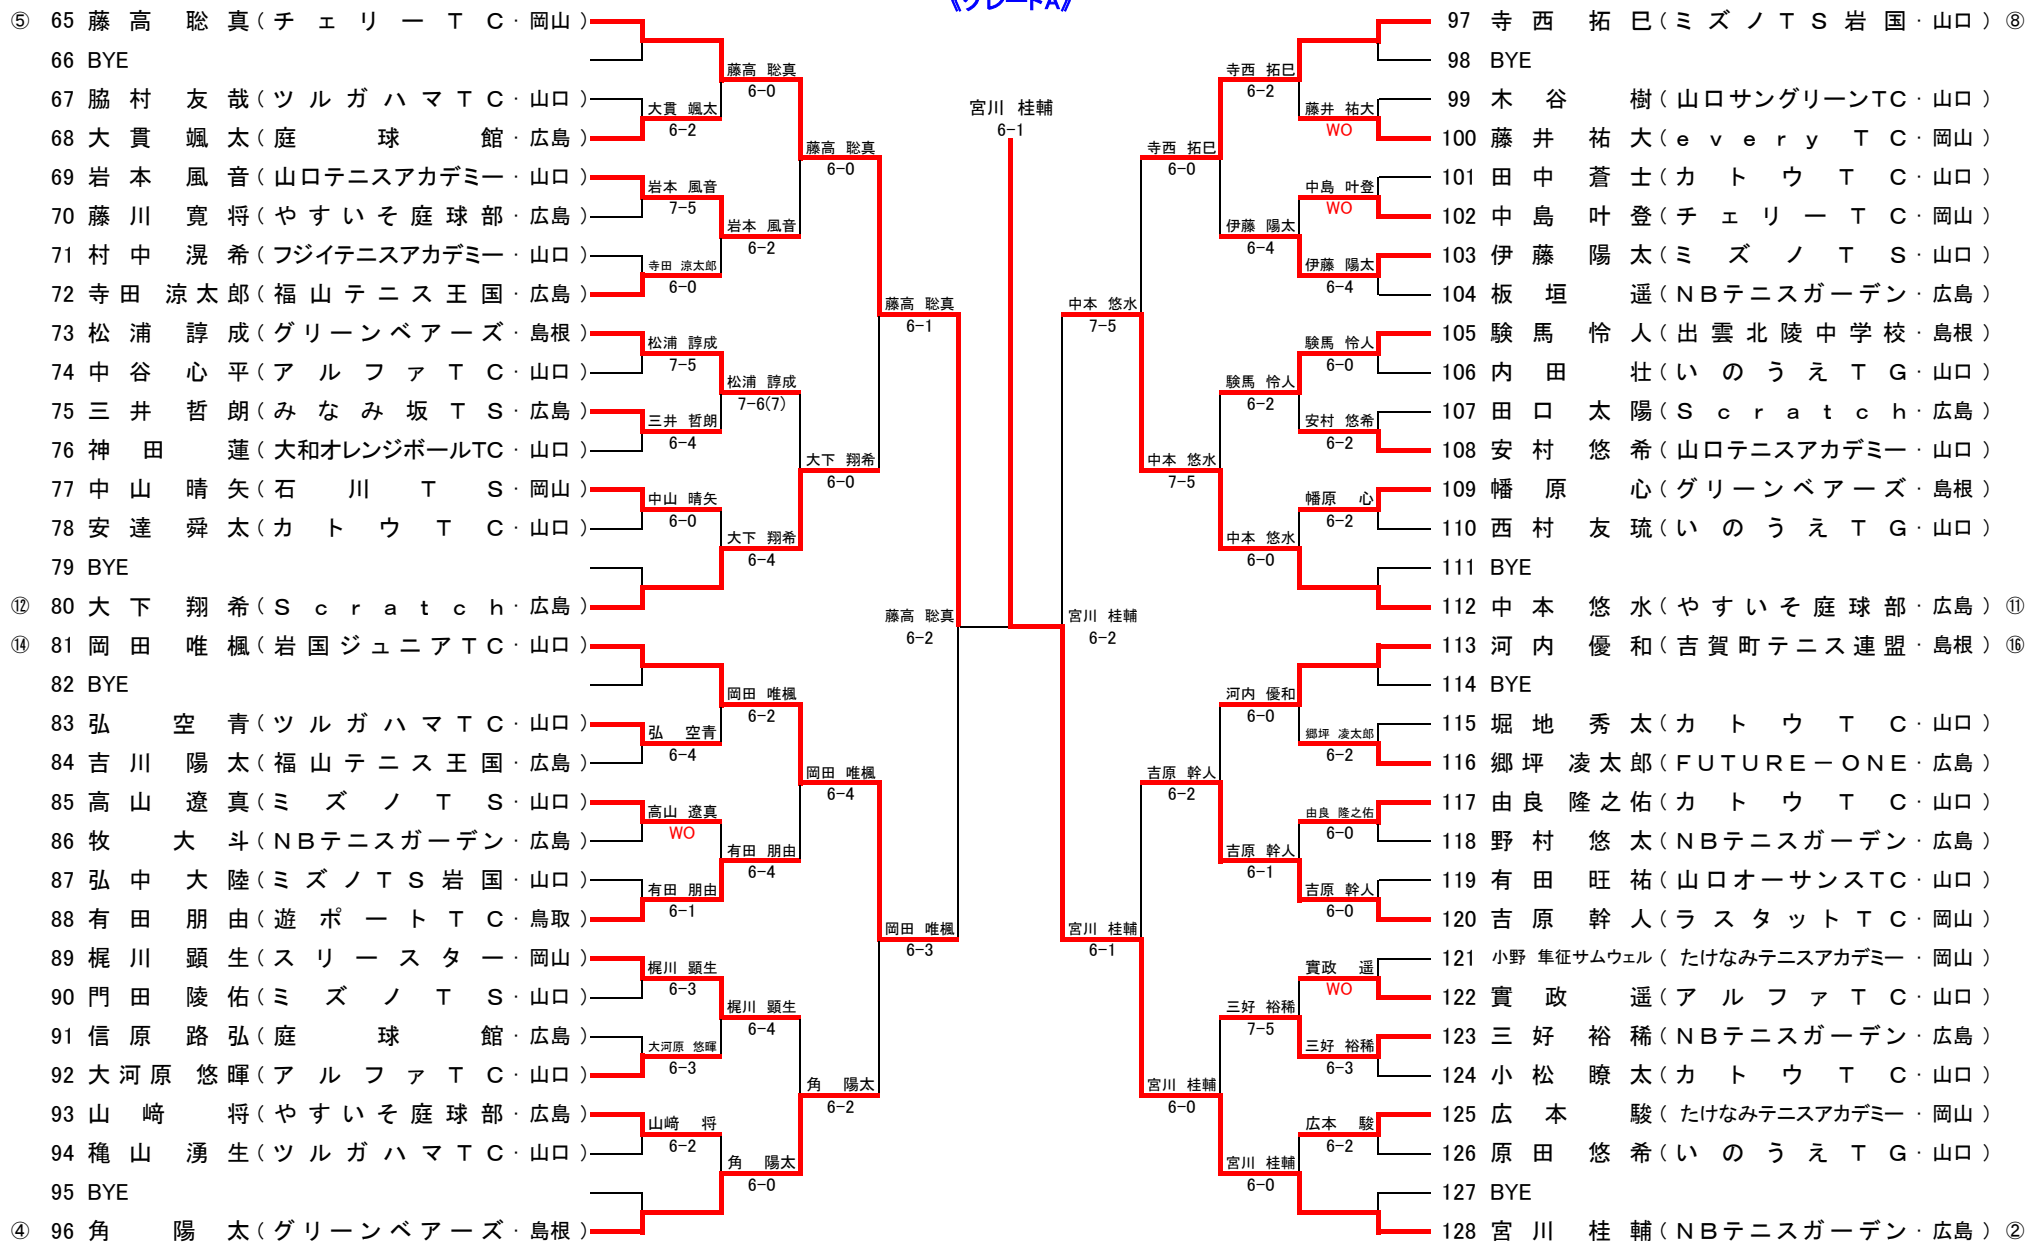 《グレードA》
⑤ 65 藤高 聡真(チェリーTC・岡山)
66 BYE
67 脇村 友哉(ツルガハマTC・山口)
68 大貫 颯太(庭球館・広島)
69 岩本 風音(山口テニスアカデミー・山口)
70 藤川 寛将(やすいそ庭球部・広島)
71 村中 滉希(フジイテニスアカデミー・山口)
72 寺田 涼太郎(福山テニス王国・広島)
73 松浦 諄成(グリーンベアーズ・島根)
74 中谷 心平(アルファTC・山口)
75 三井 哲朗(みなみ坂TS・広島)
76 神田 蓮(大和オレンジボールTC・山口)
77 中山 晴矢(石川TS・岡山)
78 安達 舜太(カトウTC・山口)
79 BYE
⑫ 80 大下 翔希(Scratch・広島)
⑭ 81 岡田 唯楓(岩国ジュニアTC・山口)
82 BYE
83 弘 空青(ツルガハマTC・山口)
84 吉川 陽太(福山テニス王国・広島)
85 高山 遼真(ミズノTS・山口)
86 牧 大斗(NBテニスガーデン・広島)
87 弘中 大陸(ミズノTS岩国・山口)
88 有田 朋由(遊ポートTC・鳥取)
89 梶川 顕生(スリースター・岡山)
90 門田 陵佑(ミズノTS・山口)
91 信原 路弘(庭球館・広島)
92 大河原 悠暉(アルファTC・山口)
93 山﨑 将(やすいそ庭球部・広島)
94 穐山 湧生(ツルガハマTC・山口)
95 BYE
④ 96 角 陽太(グリーンベアーズ・島根)
大貫 颯太
6-2
岩本 風音
7-5
寺田 涼太郎
6-0
松浦 諄成
7-5
三井 哲朗
6-4
中山 晴矢
6-0
弘 空青
6-4
高山 遼真
WO
有田 朋由
6-1
梶川 顕生
6-3
大河原 悠暉
6-3
山﨑 将
6-2
藤高 聡真
6-0
岩本 風音
6-2
松浦 諄成
7-6(7)
大下 翔希
6-4
岡田 唯楓
6-2
有田 朋由
6-4
梶川 顕生
6-4
角 陽太
6-0
藤高 聡真
6-0
大下 翔希
6-0
岡田 唯楓
6-4
角 陽太
6-2
藤高 聡真
6-1
岡田 唯楓
6-3
藤高 聡真
6-2
宮川 桂輔
6-1
宮川 桂輔
6-2
中本 悠水
7-5
宮川 桂輔
6-1
寺西 拓巳
6-0
中本 悠水
7-5
吉原 幹人
6-2
宮川 桂輔
6-0
寺西 拓巳
6-2
伊藤 陽太
6-4
験馬 怜人
6-2
中本 悠水
6-0
河内 優和
6-0
吉原 幹人
6-1
三好 裕稀
7-5
宮川 桂輔
6-0
藤井 祐大
WO
中島 叶登
WO
伊藤 陽太
6-4
験馬 怜人
6-0
安村 悠希
6-2
幡原 心
6-2
郷坪 凌太郎
6-2
由良 隆之佑
6-0
吉原 幹人
6-0
實政 遥
WO
三好 裕稀
6-3
広本 駿
6-2
97 寺西 拓巳(ミズノTS岩国・山口) ⑧
98 BYE
99 木谷 樹(山口サングリーンTC・山口)
100 藤井 祐大(every TC・岡山)
101 田中 蒼士(カトウTC・山口)
102 中島 叶登(チェリーTC・岡山)
103 伊藤 陽太(ミズノTS・山口)
104 板垣 遥(NBテニスガーデン・広島)
105 験馬 怜人(出雲北陵中学校・島根)
106 内田 壮(いのうえTG・山口)
107 田口 太陽(Scratch・広島)
108 安村 悠希(山口テニスアカデミー・山口)
109 幡原 心(グリーンベアーズ・島根)
110 西村 友琉(いのうえTG・山口)
111 BYE
112 中本 悠水(やすいそ庭球部・広島) ⑪
113 河内 優和(吉賀町テニス連盟・島根) ⑯
114 BYE
115 堀地 秀太(カトウTC・山口)
116 郷坪 凌太郎(FUTURE-ONE・広島)
117 由良 隆之佑(カトウTC・山口)
118 野村 悠太(NBテニスガーデン・広島)
119 有田 旺祐(山口オーサンスTC・山口)
120 吉原 幹人(ラスタットTC・岡山)
121 小野 隼征サムウェル(たけなみテニスアカデミー・岡山)
122 實政 遥(アルファTC・山口)
123 三好 裕稀(NBテニスガーデン・広島)
124 小松 瞭太(カトウTC・山口)
125 広本 駿(たけなみテニスアカデミー・岡山)
126 原田 悠希(いのうえTG・山口)
127 BYE
128 宮川 桂輔(NBテニスガーデン・広島) ②